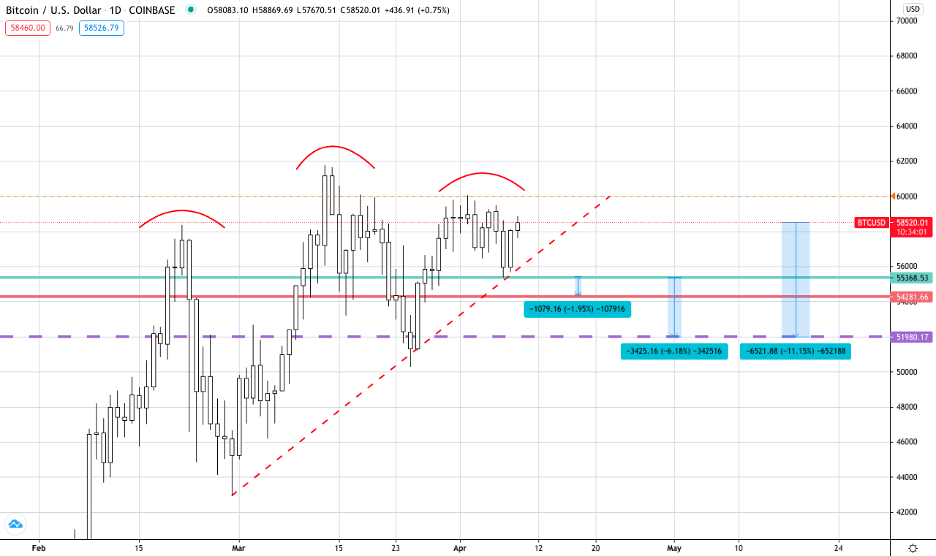 Bitcoin / U.S. Dollar · 1D · COINBASE O58083.10 H58869.69 L57670.51 C58520.01 +436.91 (+0.75%)
58460.00 66.79 58526.79
USD
70000
68000
66000
64000
62000
60000
BTCUSD 58520.01
10:34:01
56000
55368.53
54281.66
54000
-1079.16 (-1.95%) -107916
51980.17
-3425.16 (-6.18%) -342516
-6521.88 (-11.15%) -652188
50000
48000
46000
44000
42000
Feb 15 Mar 15 23 Apr 12 20 May 10 24